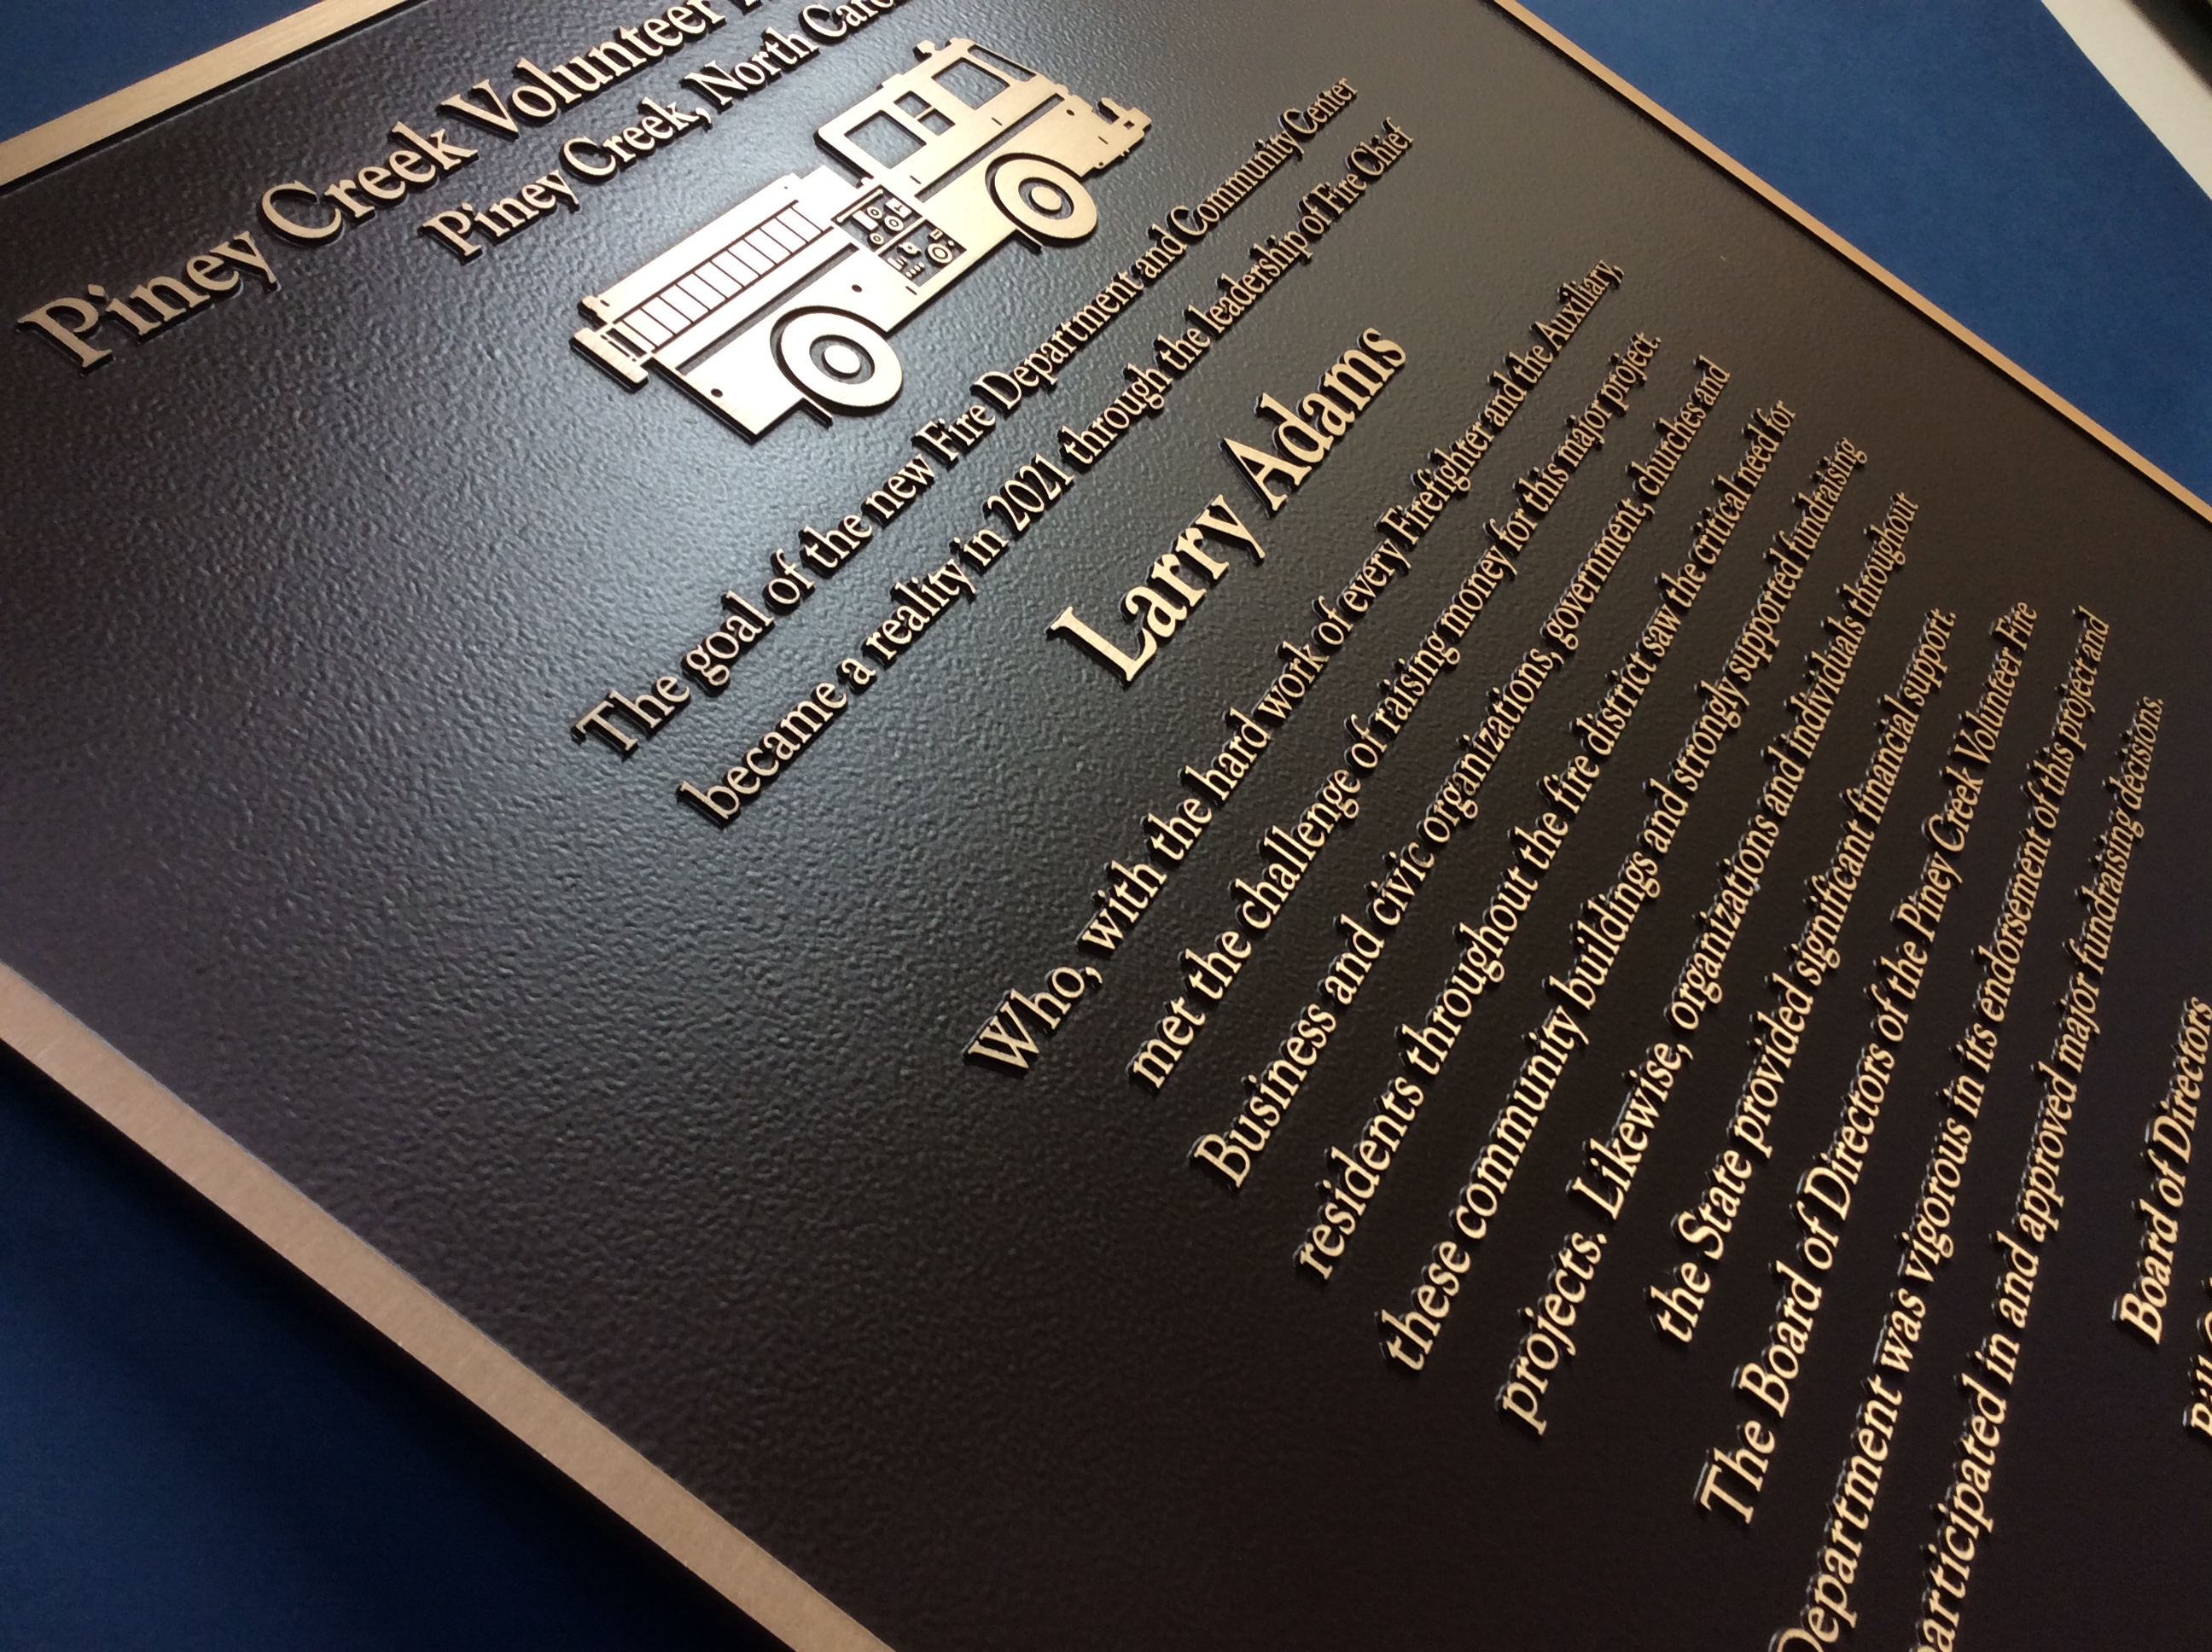 Piney Creek Volunteer
Piney Creek, North
The goal of the new Fire Department and Community Center
became a reality in 2021 through the leadership of Fire Chief
Larry Adams
Who, with the hard work of every Firefighter and the Auxiliary,
met the challenge of raising money for this major project.
Business and civic organizations, government, churches and
residents throughout the fire district saw the critical need for
these community buildings and strongly supported fundraising
projects. Likewise, organizations and individuals throughout
the State provided significant financial support.
The Board of Directors of the Piney Creek Volunteer Fire
Department was vigorous in its endorsement of this project and
participated in and approved major fundraising decisions.
Board of Directors